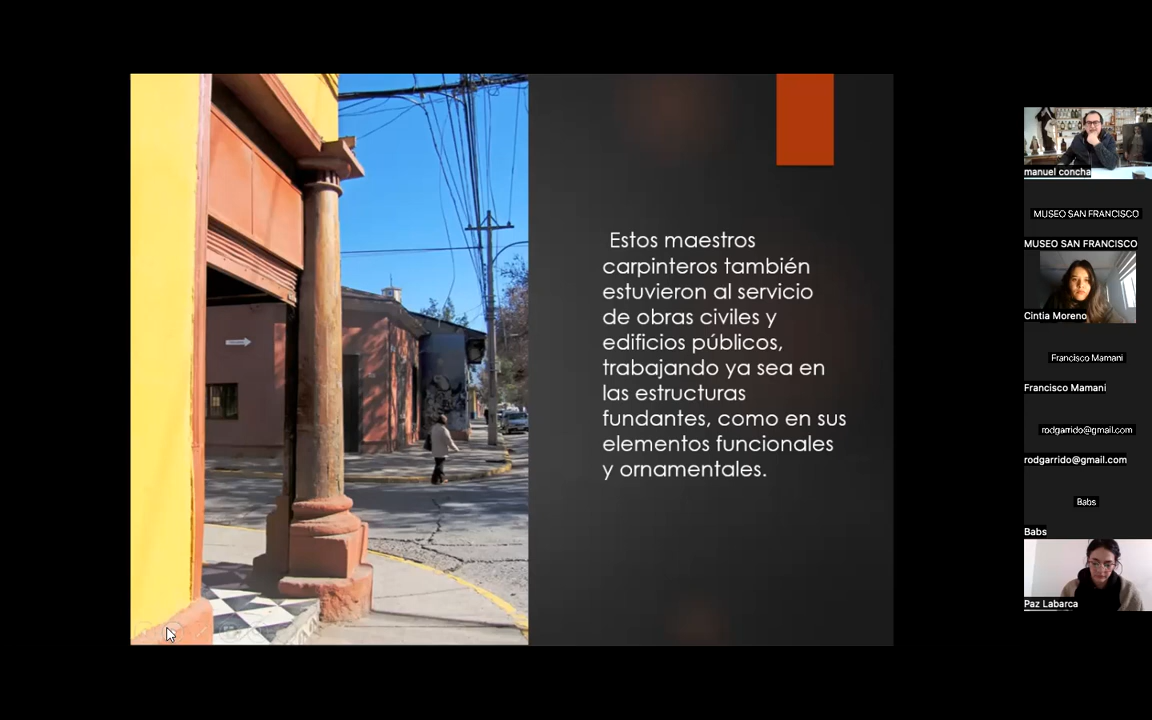 Estos maestros
carpinteros también
estuvieron al servicio
de obras civiles y
edificios públicos,
trabajando ya sea en
las estructuras
fundantes, como en sus
elementos funcionales
y ornamentales.
manuel concha
MUSEO SAN FRANCISCO
MUSEO SAN FRANCISCO
Cintia Moreno
Francisco Mamani
Francisco Mamani
rodgarrido@gmail.com
rodgarrido@gmail.com
Babs
Babs
Paz Labarca